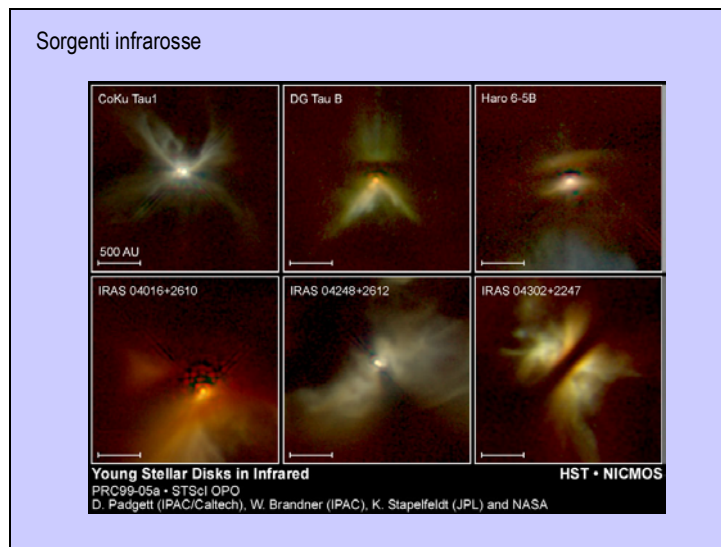 Sorgenti infrarosse
CoKu Tau1
DG Tau B
Haro 6-5B
500 AU
IRAS 04016+2610
IRAS 04248+2612
IRAS 04302+2247
Young Stellar Disks in Infrared
HST • NICMOS
PRC99-05a • STScI OPO
D. Padgett (IPAC/Caltech), W. Brandner (IPAC), K. Stapelfeldt (JPL) and NASA